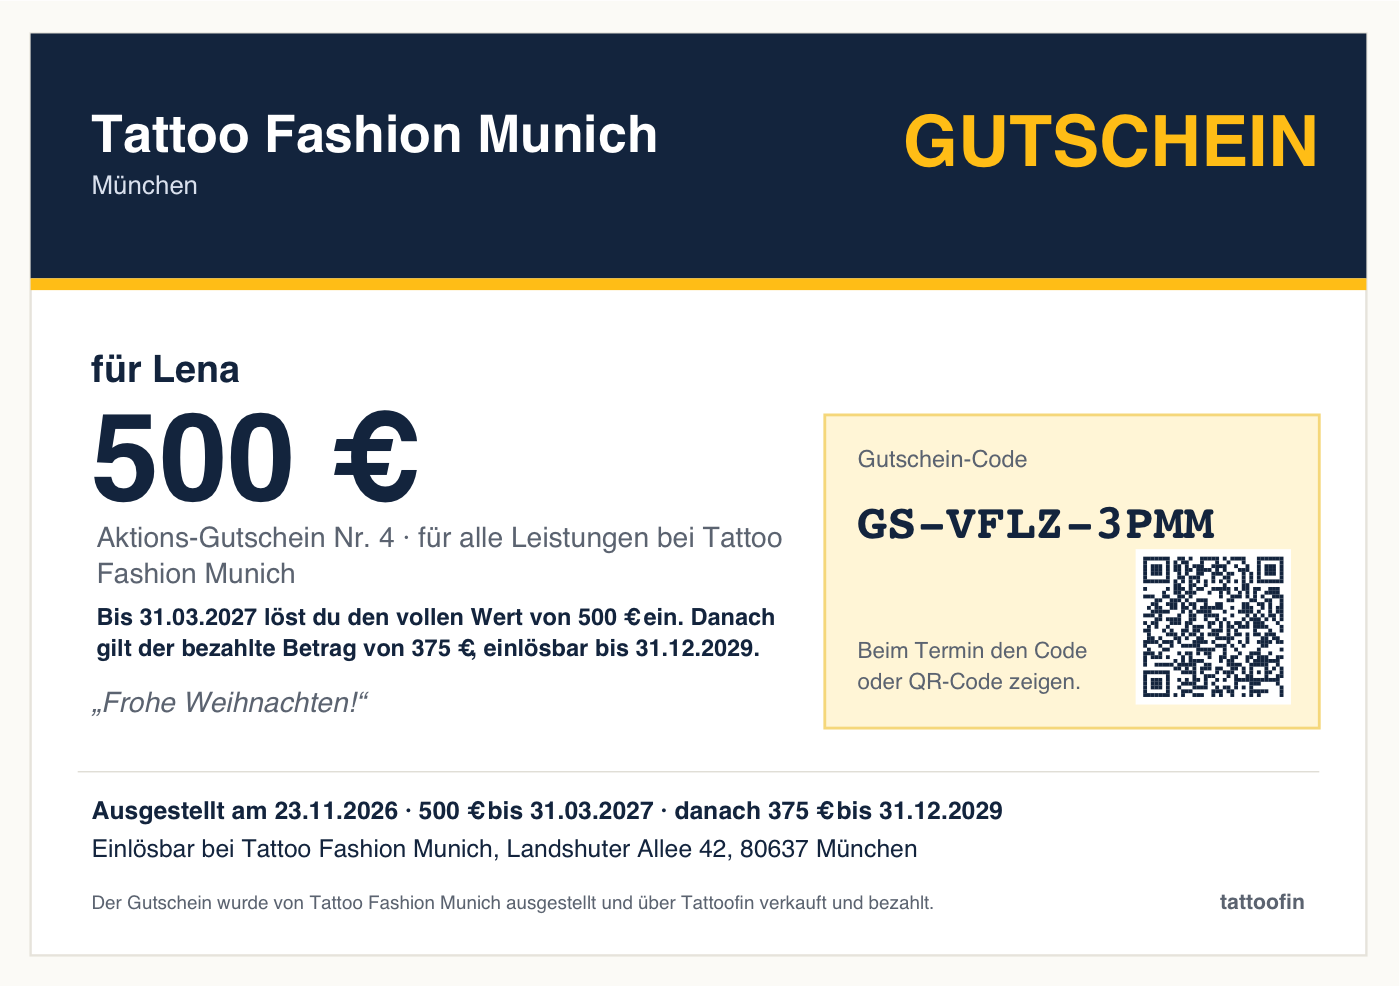 Tattoo Fashion Munich
München
GUTSCHEIN
für Lena
500 €
Aktions-Gutschein Nr. 4 · für alle Leistungen bei Tattoo
Fashion Munich
Bis 31.03.2027 löst du den vollen Wert von 500 € ein. Danach
gilt der bezahlte Betrag von 375 €, einlösbar bis 31.12.2029.
„Frohe Weihnachten!“
Gutschein-Code
GS-VFLZ-3PMM
Beim Termin den Code
oder QR-Code zeigen.
Ausgestellt am 23.11.2026 · 500 € bis 31.03.2027 · danach 375 € bis 31.12.2029
Einlösbar bei Tattoo Fashion Munich, Landshuter Allee 42, 80637 München
Der Gutschein wurde von Tattoo Fashion Munich ausgestellt und über Tattoofin verkauft und bezahlt.
tattoofin